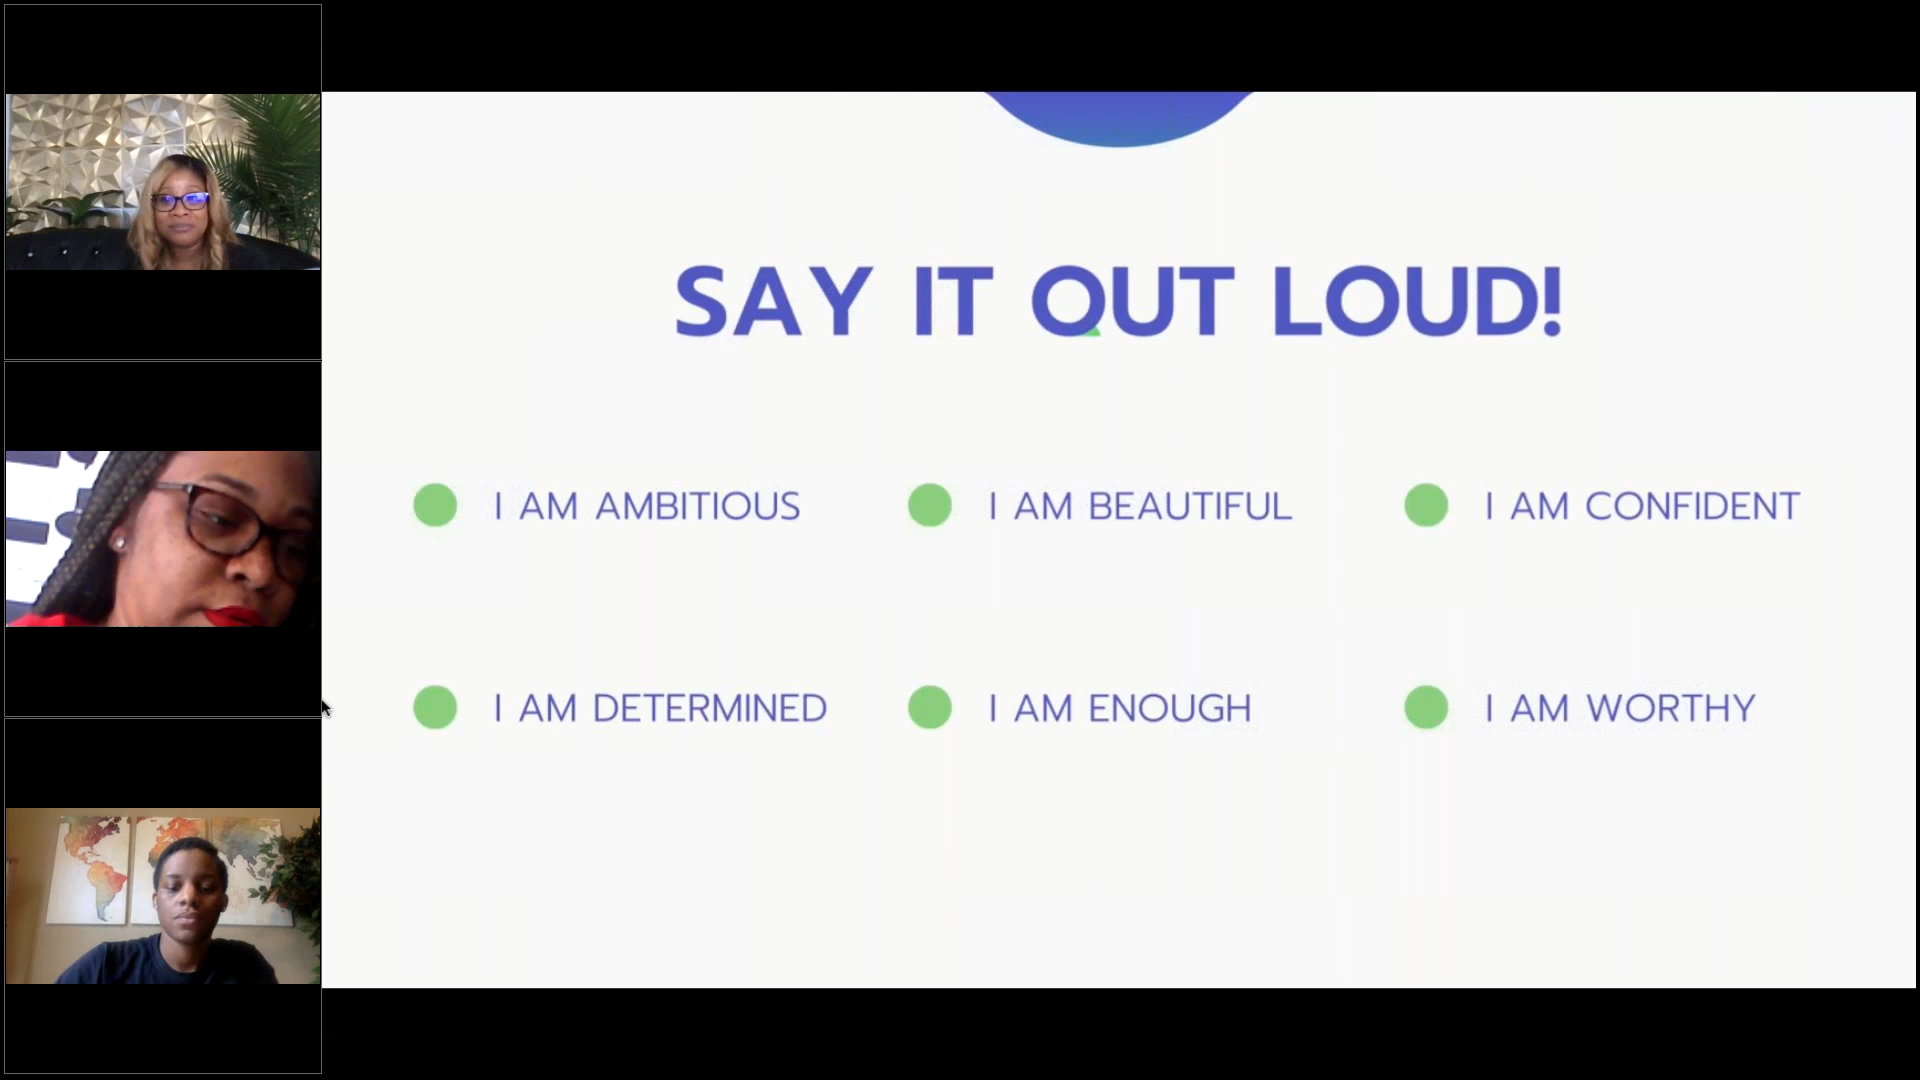 SAY IT OUT LOUD!
I AM AMBITIOUS
I AM BEAUTIFUL
I AM CONFIDENT
I AM DETERMINED
I AM ENOUGH
I AM WORTHY